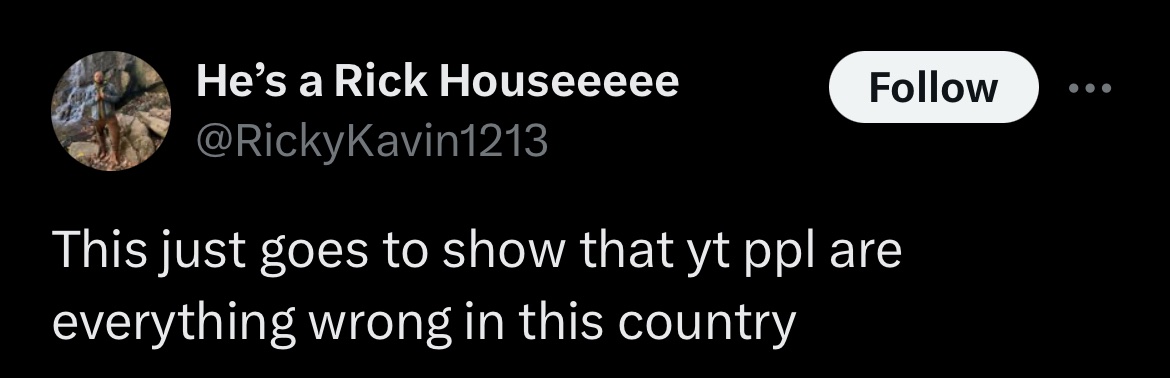 He’s a Rick Houseeeee
Follow
@RickyKavin1213
This just goes to show that yt ppl are
everything wrong in this country